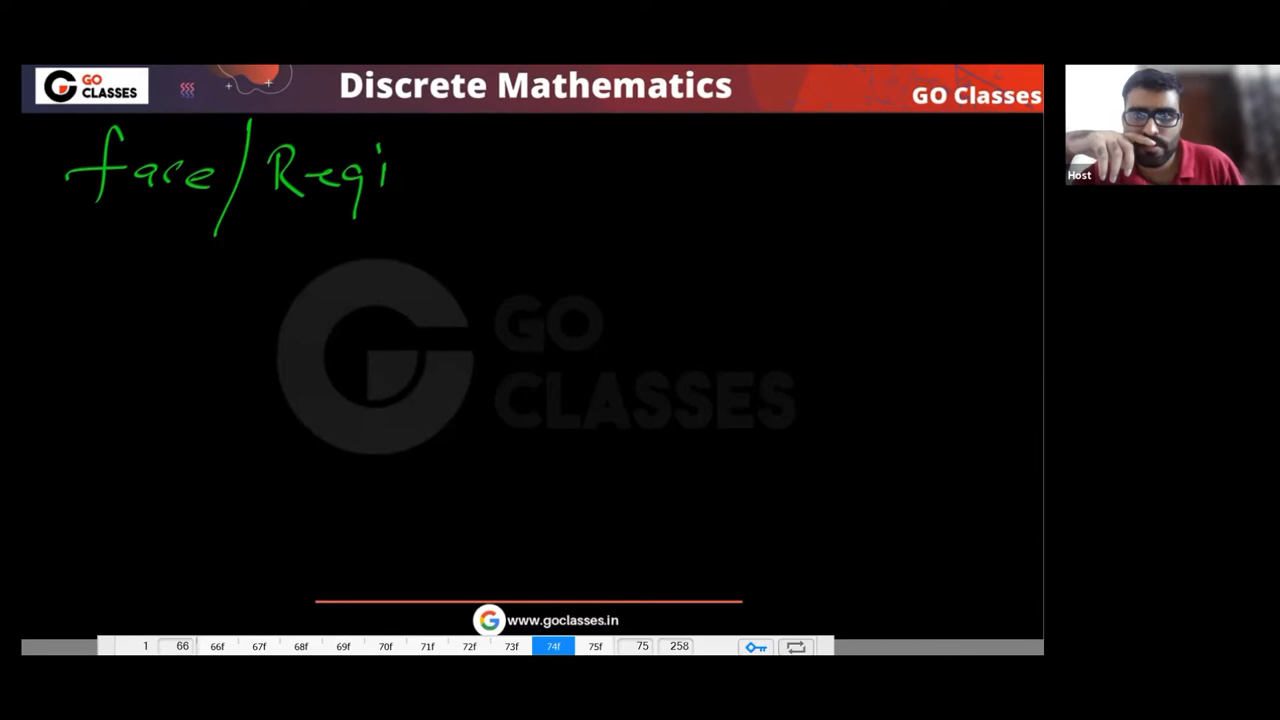 GO
CLASSES
Discrete Mathematics
GO Classes
Host
face/Regi
GO
CLASSES
www.goclasses.in
1 66 66f 67f 68f 69f 70f 71f 72f 73f 74f 75f 75 258